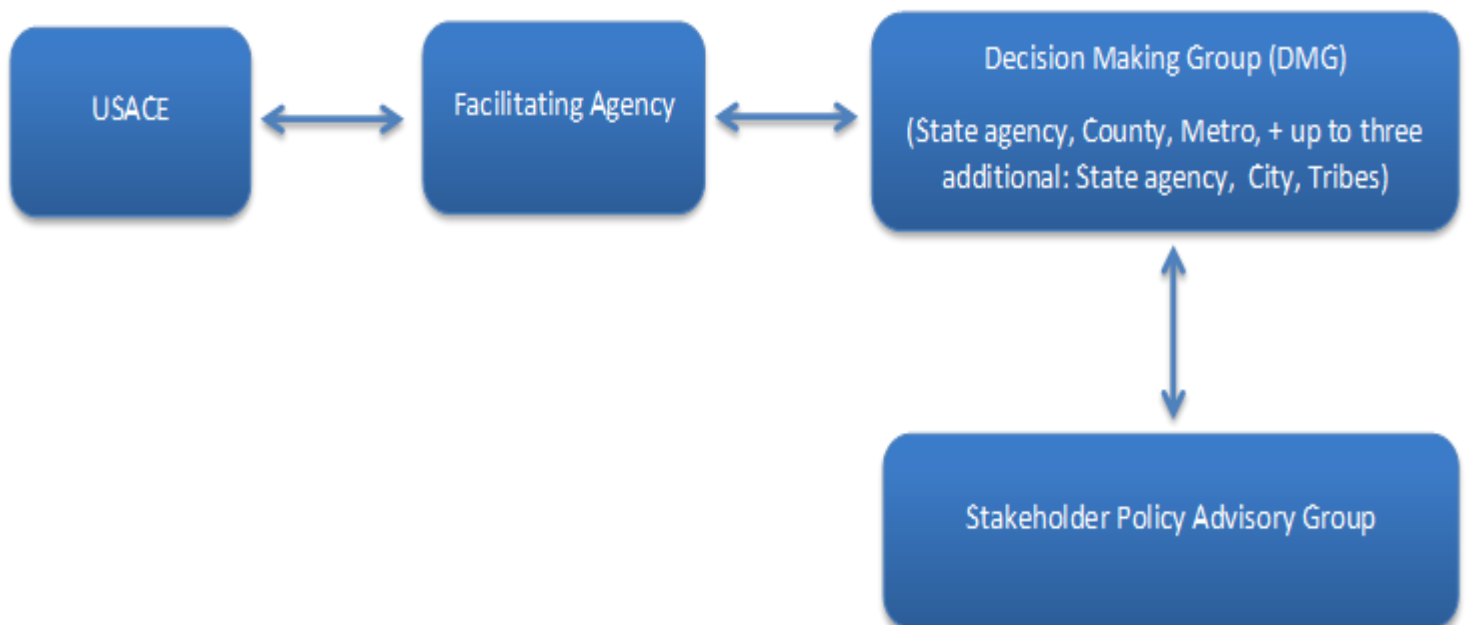 USACE
Facilitating Agency
Decision Making Group (DMG)
(State agency, County, Metro, + up to three
additional: State agency, City, Tribes)
Stakeholder Policy Advisory Group